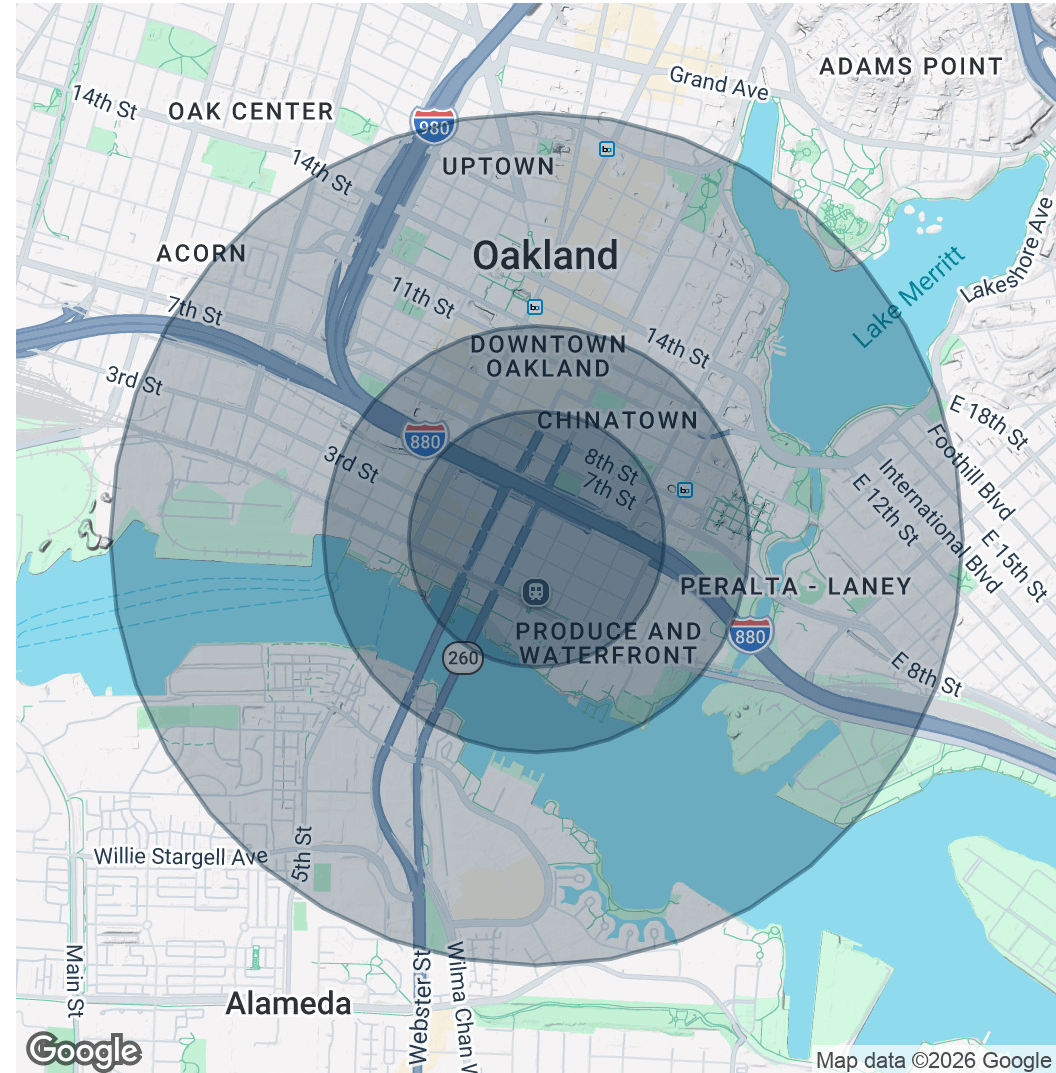 Grand Ave
ADAMS POINT
14th St
OAK CENTER
980
14th St
UPTOWN
ACORN
Oakland
Lake Merritt
Lakeshore Ave
7th St
11th St
14th St
DOWNTOWN
OAKLAND
3rd St
CHINATOWN
E 18th St
880
3rd St
8th St
7th St
Foothill Blvd
International Blvd
E 12th St
E 15th St
PERALTA - LANEY
PRODUCE AND
WATERFRONT
880
260
E 8th St
5th St
Willie Stargell Ave
Main St
Webster St
Wilma Chan W
Alameda
Google
Map data ©2026 Google